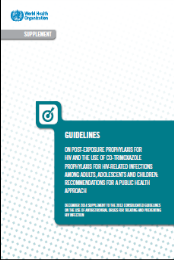 World Health
Organization
SUPPLEMENT
GUIDELINES
ON POST-EXPOSURE PROPHYLAXIS FOR
HIV AND THE USE OF CO-TRIMOXAZOLE
PROPHYLAXIS FOR HIV-RELATED INFECTIONS
AMONG ADULTS, ADOLESCENTS AND CHILDREN:
RECOMMENDATIONS FOR A PUBLIC HEALTH
APPROACH
DECEMBER 2014 SUPPLEMENT TO THE 2013 CONSOLIDATED GUIDELINES
ON THE USE OF ANTIRETROVIRAL DRUGS FOR TREATING AND PREVENTING
HIV INFECTION